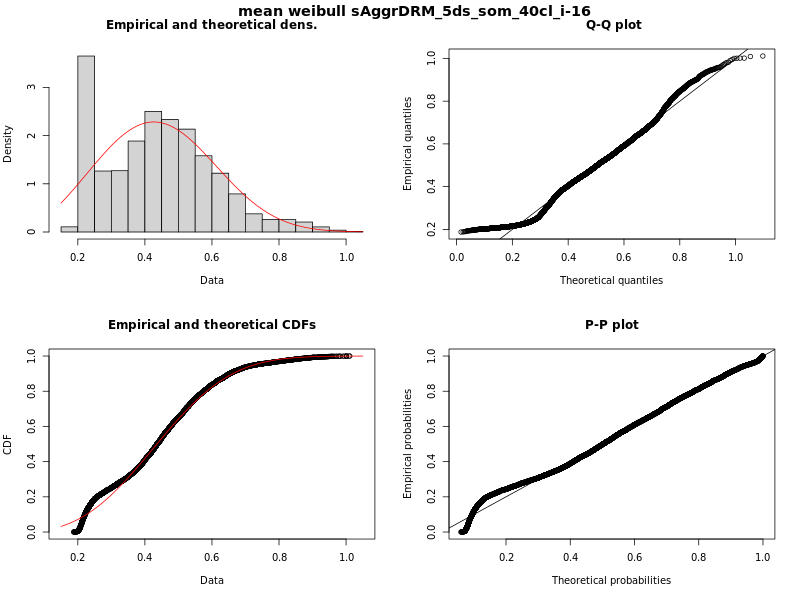 mean weibull sAggrDRM_5ds_som_40cl_i-16
Empirical and theoretical dens.
Density
0 1 2 3
0.2 0.4 0.6 0.8 1.0
Data
Q-Q plot
Empirical quantiles
0.2 0.4 0.6 0.8 1.0
0.0 0.2 0.4 0.6 0.8 1.0
Theoretical quantiles
Empirical and theoretical CDFs
CDF
0.0 0.2 0.4 0.6 0.8 1.0
0.2 0.4 0.6 0.8 1.0
Data
P-P plot
Empirical probabilities
0.0 0.2 0.4 0.6 0.8 1.0
0.2 0.4 0.6 0.8 1.0
Theoretical probabilities